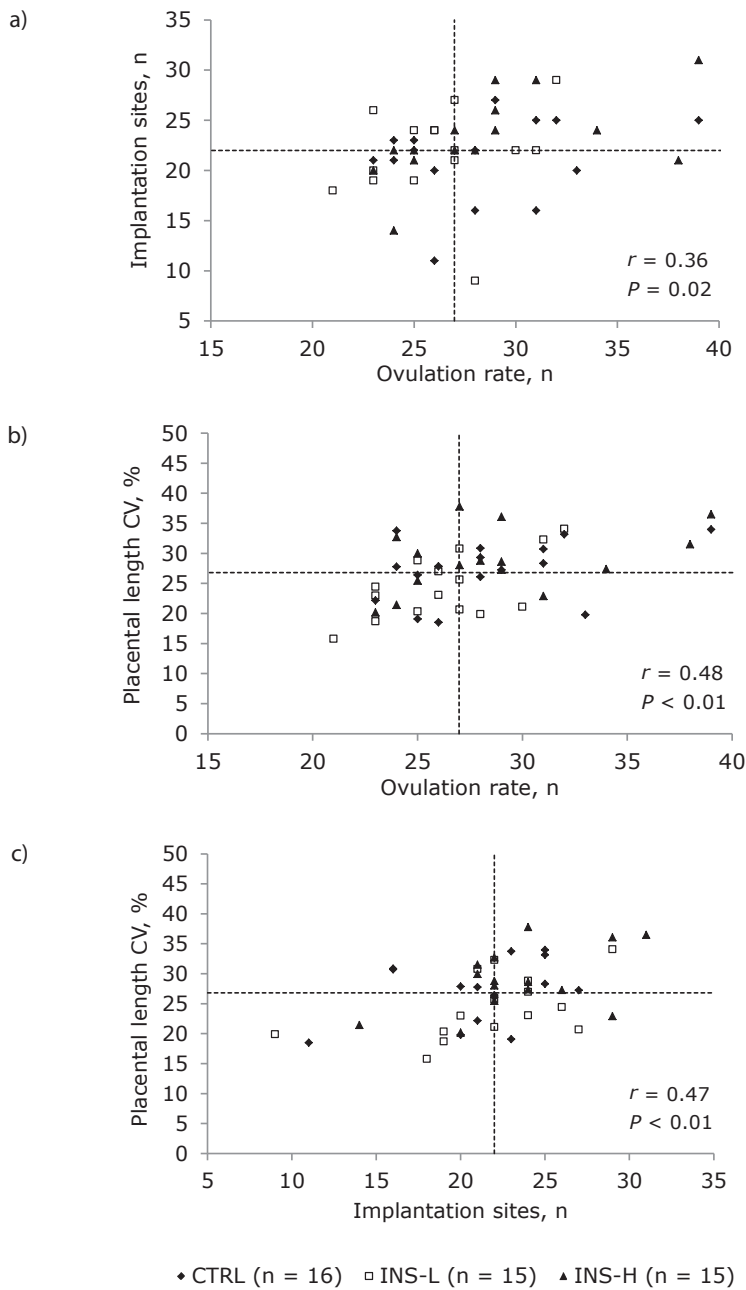 a)
Implantation sites, n
35
30
25
20
15
10
5
r = 0.36
P = 0.02
15 20 25 30 35 40
Ovulation rate, n
b)
Placental length CV, %
50
45
40
35
30
25
20
15
10
5
0
r = 0.48
P < 0.01
15 20 25 30 35 40
Ovulation rate, n
c)
Placental length CV, %
50
45
40
35
30
25
20
15
10
5
0
r = 0.47
P < 0.01
5 10 15 20 25 30 35
Implantation sites, n
CTRL (n = 16) INS-L (n = 15) INS-H (n = 15)